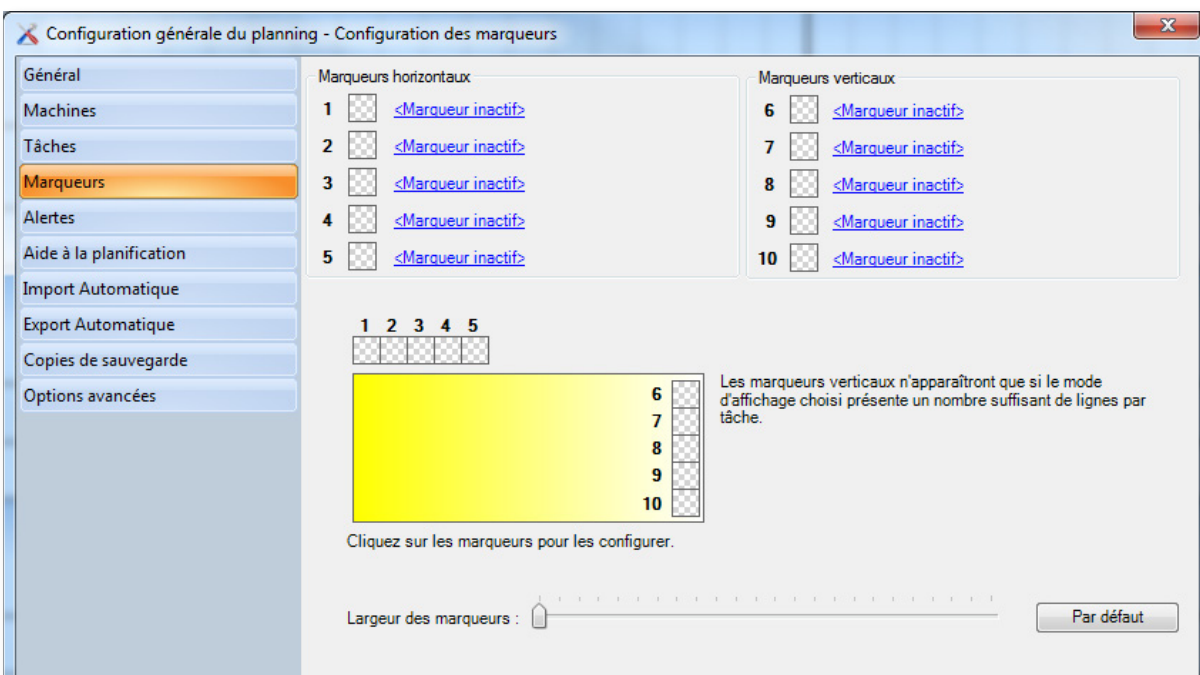 Configuration générale du planning - Configuration des marqueurs
Général
Machines
Tâches
Marqueurs
Alertes
Aide à la planification
Import Automatique
Export Automatique
Copies de sauvegarde
Options avancées
Marqueurs horizontaux
1 <Marqueur inactif>
2 <Marqueur inactif>
3 <Marqueur inactif>
4 <Marqueur inactif>
5 <Marqueur inactif>
Marqueurs verticaux
6 <Marqueur inactif>
7 <Marqueur inactif>
8 <Marqueur inactif>
9 <Marqueur inactif>
10 <Marqueur inactif>
1 2 3 4 5
6
7
8
9
10
Les marqueurs verticaux n'apparaîtront que si le mode
d'affichage choisi présente un nombre suffisant de lignes par
tâche.
Cliquez sur les marqueurs pour les configurer.
Largeur des marqueurs :
Par défaut